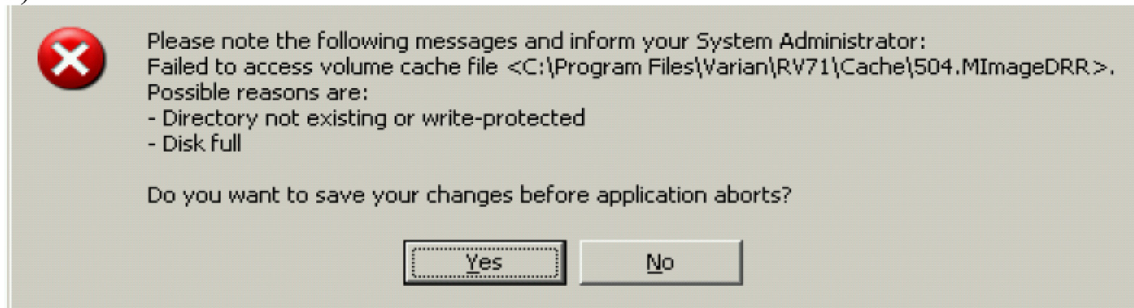 )
Please note the following messages and inform your System Administrator:
Failed to access volume cache file <C:\Program Files\Varian\RV71\Cache\504.MImageDRR>.
Possible reasons are:
- Directory not existing or write-protected
- Disk full
Do you want to save your changes before application aborts?
Yes No